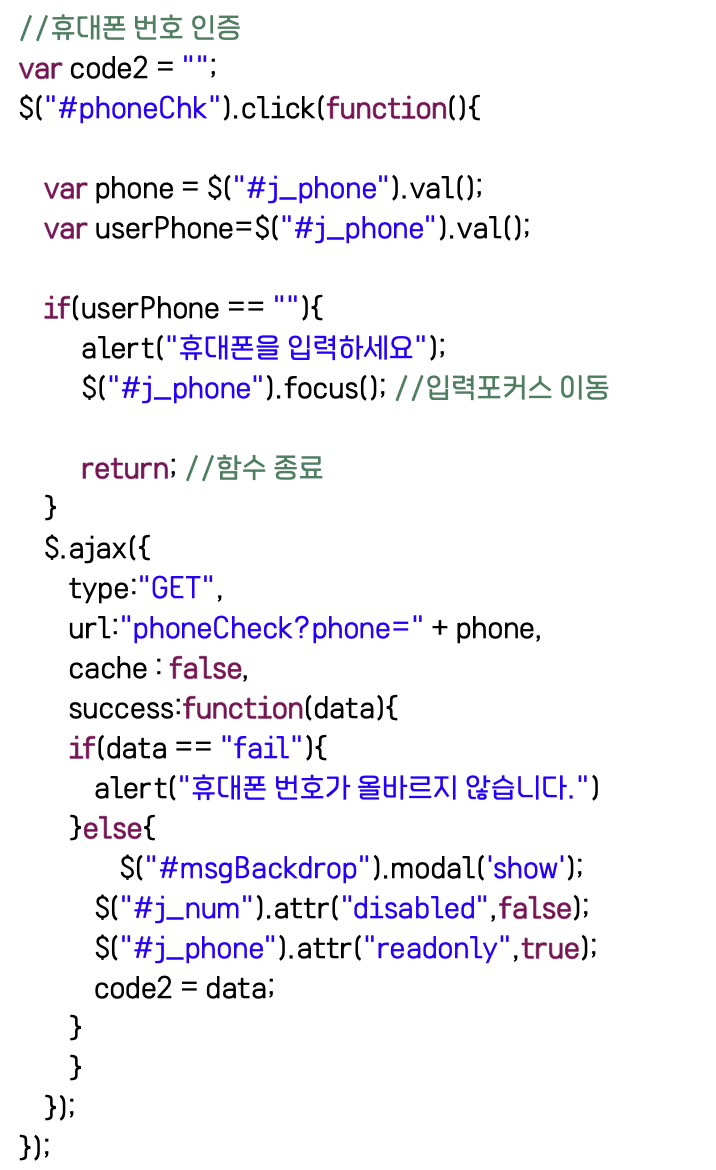 //휴대폰 번호 인증
var code2 = "";
$("#phoneChk").click(function(){
var phone = $("#j_phone").val();
var userPhone=$("#j_phone").val();
if(userPhone == ""){
alert("휴대폰을 입력하세요");
$("#j_phone").focus(); //입력포커스 이동
return; //함수 종료
}
$.ajax({
type:"GET",
url:"phoneCheck?phone=" + phone,
cache : false,
success:function(data){
if(data == "fail"){
alert("휴대폰 번호가 올바르지 않습니다.")
}else{
$("#msgBackdrop").modal('show');
$("#j_num").attr("disabled",false);
$("#j_phone").attr("readonly",true);
code2 = data;
}
}
});
});